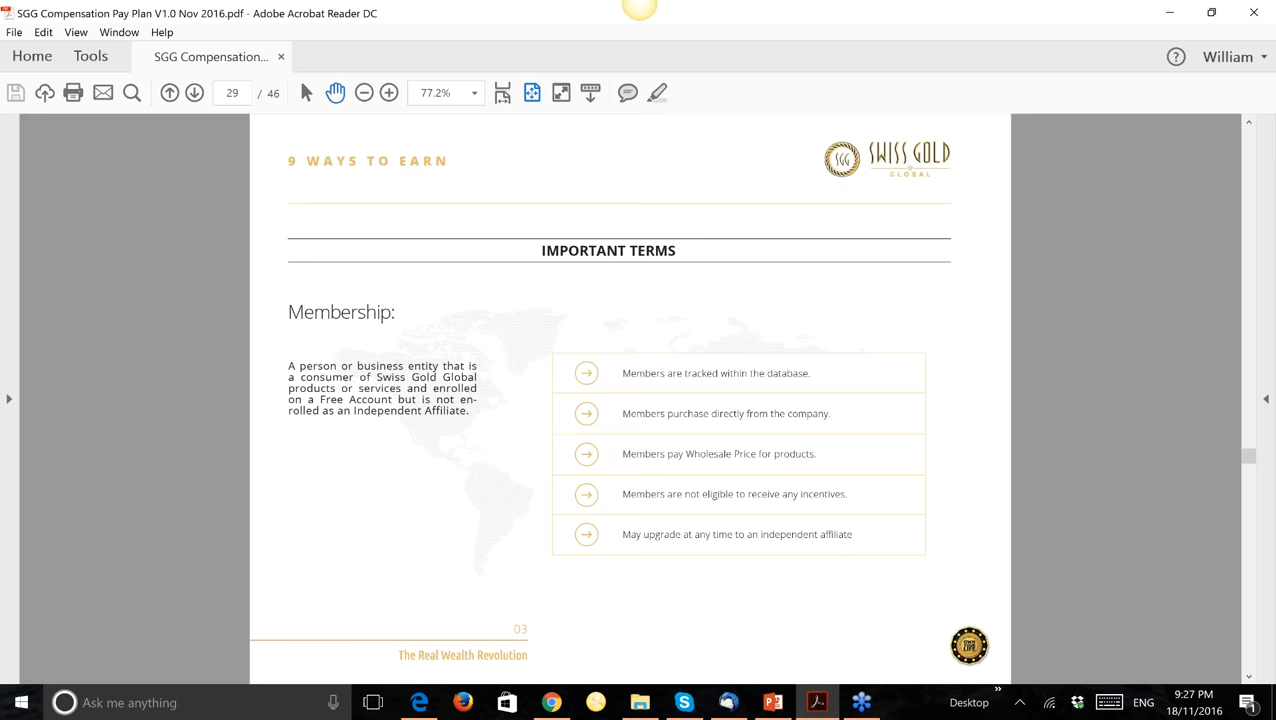 SGG Compensation Pay Plan V1.0 Nov 2016.pdf - Adobe Acrobat Reader DC
File Edit View Window Help
Home Tools SGG Compensation... × ? William
29 / 46 77.2%
9 WAYS TO EARN
SGG SWISS GOLD
GLOBAL
IMPORTANT TERMS
Membership:
A person or business entity that is
a consumer of Swiss Gold Global
products or services and enrolled
on a Free Account but is not en-
rolled as an Independent Affiliate.
Members are tracked within the database.
Members purchase directly from the company.
Members pay Wholesale Price for products.
Members are not eligible to receive any incentives.
May upgrade at any time to an independent affiliate
03
The Real Wealth Revolution
OWN
YOUR
LIFE
Ask me anything
Desktop
ENG
9:27 PM
18/11/2016
1